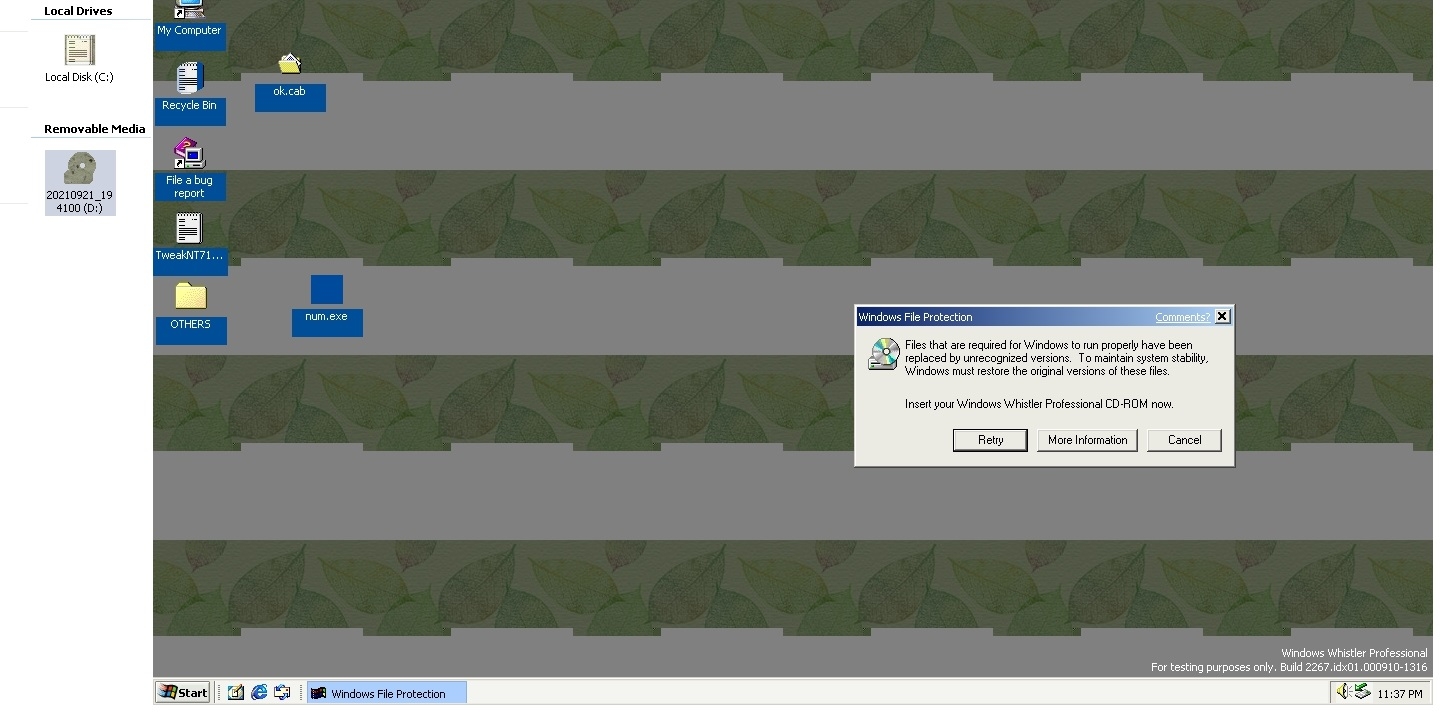 Local Drives
Local Disk (C:)
Removable Media
20210921_19
4100 (D:)
My Computer
Recycle Bin
File a bug
report
TweakNT71...
OTHERS
ok.cab
num.exe
Windows File Protection
Comments?
Files that are required for Windows to run properly have been
replaced by unrecognized versions. To maintain system stability,
Windows must restore the original versions of these files.
Insert your Windows Whistler Professional CD-ROM now.
Retry
More Information
Cancel
Windows Whistler Professional
For testing purposes only. Build 2267.idx01.000910-1316
Start
Windows File Protection
11:37 PM